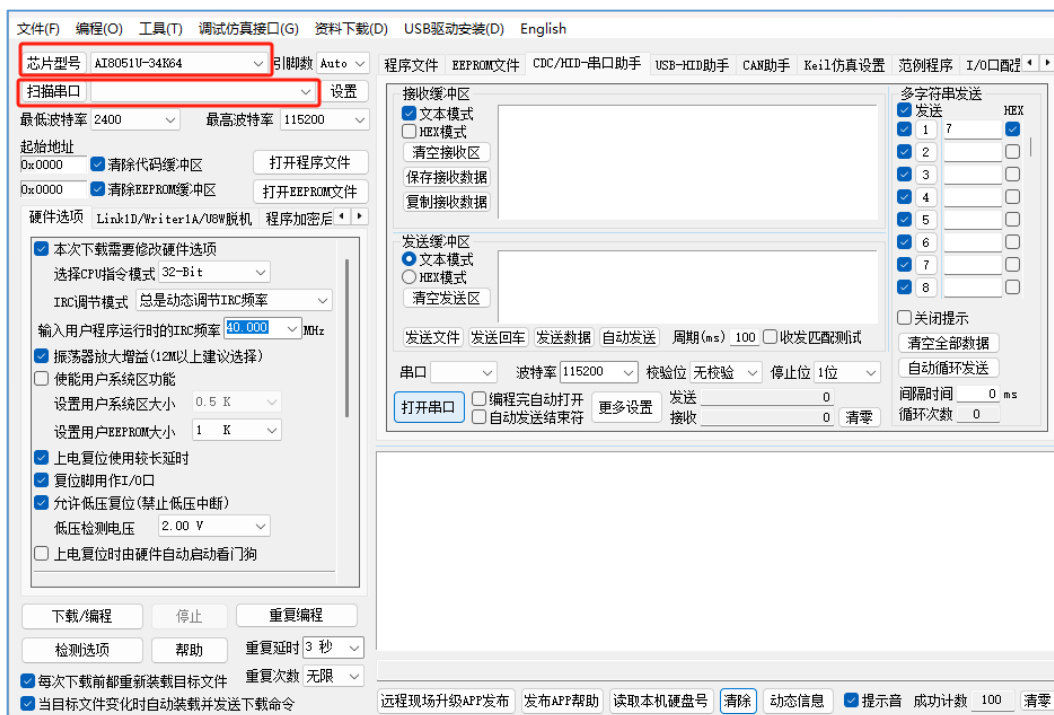 文件(F) 编程(O) 工具(T) 调试仿真接口(G) 资料下载(D) USB驱动安装(D) English
芯片型号 AI8051U-34K64 引脚数 Auto
扫描串口 设置
最低波特率 2400 最高波特率 115200
起始地址
0x0000 清除代码缓冲区 打开程序文件
0x0000 清除EEPROM缓冲区 打开EEPROM文件
硬件选项 Link1D/Writer1A/U8W脱机 程序加密后
本次下载需要修改硬件选项
选择CPU指令模式 32-Bit
IRC调节模式 总是动态调节IRC频率
输入用户程序运行时的IRC频率 40.000 MHz
振荡器放大增益(12M以上建议选择)
使能用户系统区功能
设置用户系统区大小 0.5 K
设置用户EEPROM大小 1 K
上电复位使用较长延时
复位脚用作I/O口
允许低压复位(禁止低压中断)
低压检测电压 2.00 V
上电复位时由硬件自动启动看门狗
下载/编程 停止 重复编程
检测选项 帮助 重复延时 3 秒
每次下载前都重新装载目标文件 重复次数 无限
当目标文件变化时自动装载并发送下载命令
程序文件 EEPROM文件 CDC/HID-串口助手 USB-HID助手 CAN助手 Keil仿真设置 范例程序 I/O口配
接收缓冲区
文本模式
HEX模式
清空接收区
保存接收数据
复制接收数据
发送缓冲区
文本模式
HEX模式
清空发送区
发送文件 发送回车 发送数据 自动发送 周期(ms) 100 收发匹配测试
串口 波特率 115200 校验位 无校验 停止位 1位
打开串口 编程完自动打开 更多设置 发送 0
自动发送结束符 接收 0 清零
多字符串发送
发送 HEX
1 7
2
3
4
5
6
7
8
关闭提示
清空全部数据
自动循环发送
间隔时间 0 ms
循环次数 0
远程现场升级APP发布 发布APP帮助 读取本机硬盘号 清除 动态信息 提示音 成功计数 100 清零